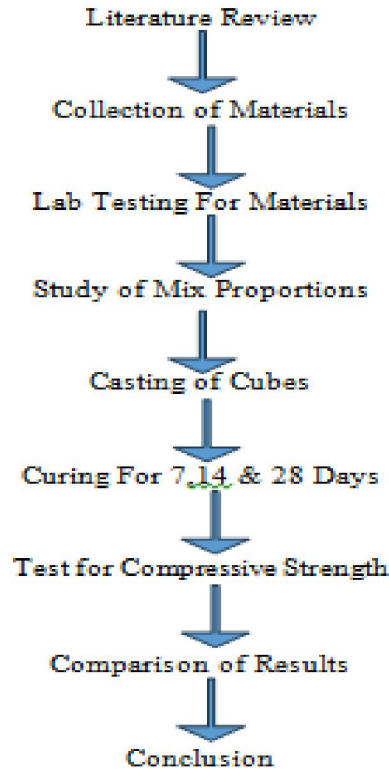 Literature Review
Collection of Materials
Lab Testing For Materials
Study of Mix Proportions
Casting of Cubes
Curing For 7,14 & 28 Days
Test for Compressive Strength
Comparison of Results
Conclusion